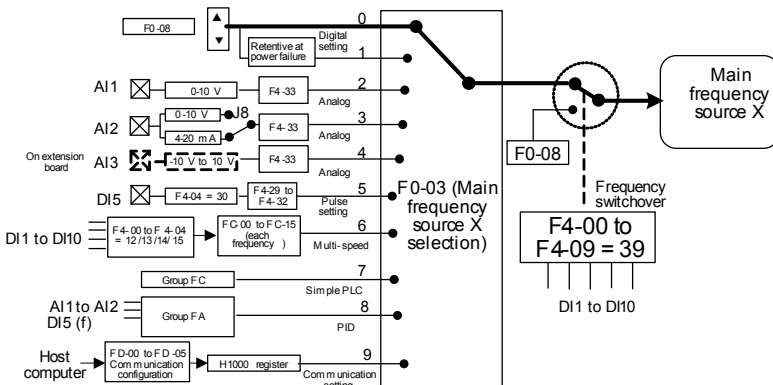 F0-08
0
Digital
setting
Retentive at
power failure
1
AI1
0-10 V
F4-33
2
Analog
AI2
0-10 V
J8
4-20 mA
F4-33
3
Analog
On extension
board
AI3
-10 V to 10 V
F4-33
4
Analog
DI5
F4-04 = 30
F4-29 to
F4-32
5
Pulse
setting
DI1 to DI10
F4-00 to F4-04
= 12/13/14/15
FC-00 to FC-15
(each
frequency )
6
Multi-speed
Group FC
7
Simple PLC
AI1 to AI2
DI5 (f)
Group FA
8
PID
Host
computer
FD-00 to FD-05
Communication
configuration
H1000 register
9
Communication
setting
F0-03 (Main
frequency
source X
selection)
F0-08
Main
frequency
source X
Frequency
switchover
F4-00 to
F4-09 = 39
DI1 to DI10